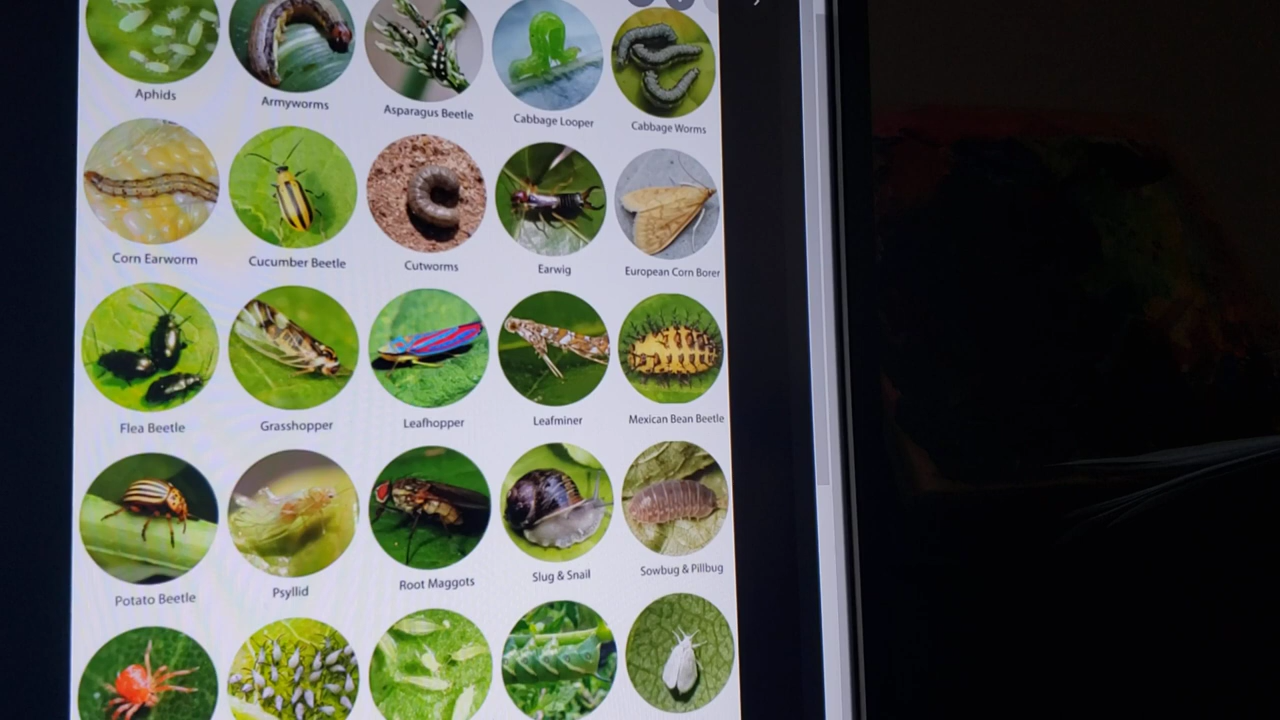 Aphids
Armyworms
Asparagus Beetle
Cabbage Looper
Cabbage Worms
Corn Earworm
Cucumber Beetle
Cutworms
Earwig
European Corn Borer
Flea Beetle
Grasshopper
Leafhopper
Leafminer
Mexican Bean Beetle
Potato Beetle
Psyllid
Root Maggots
Slug & Snail
Sowbug & Pillbug